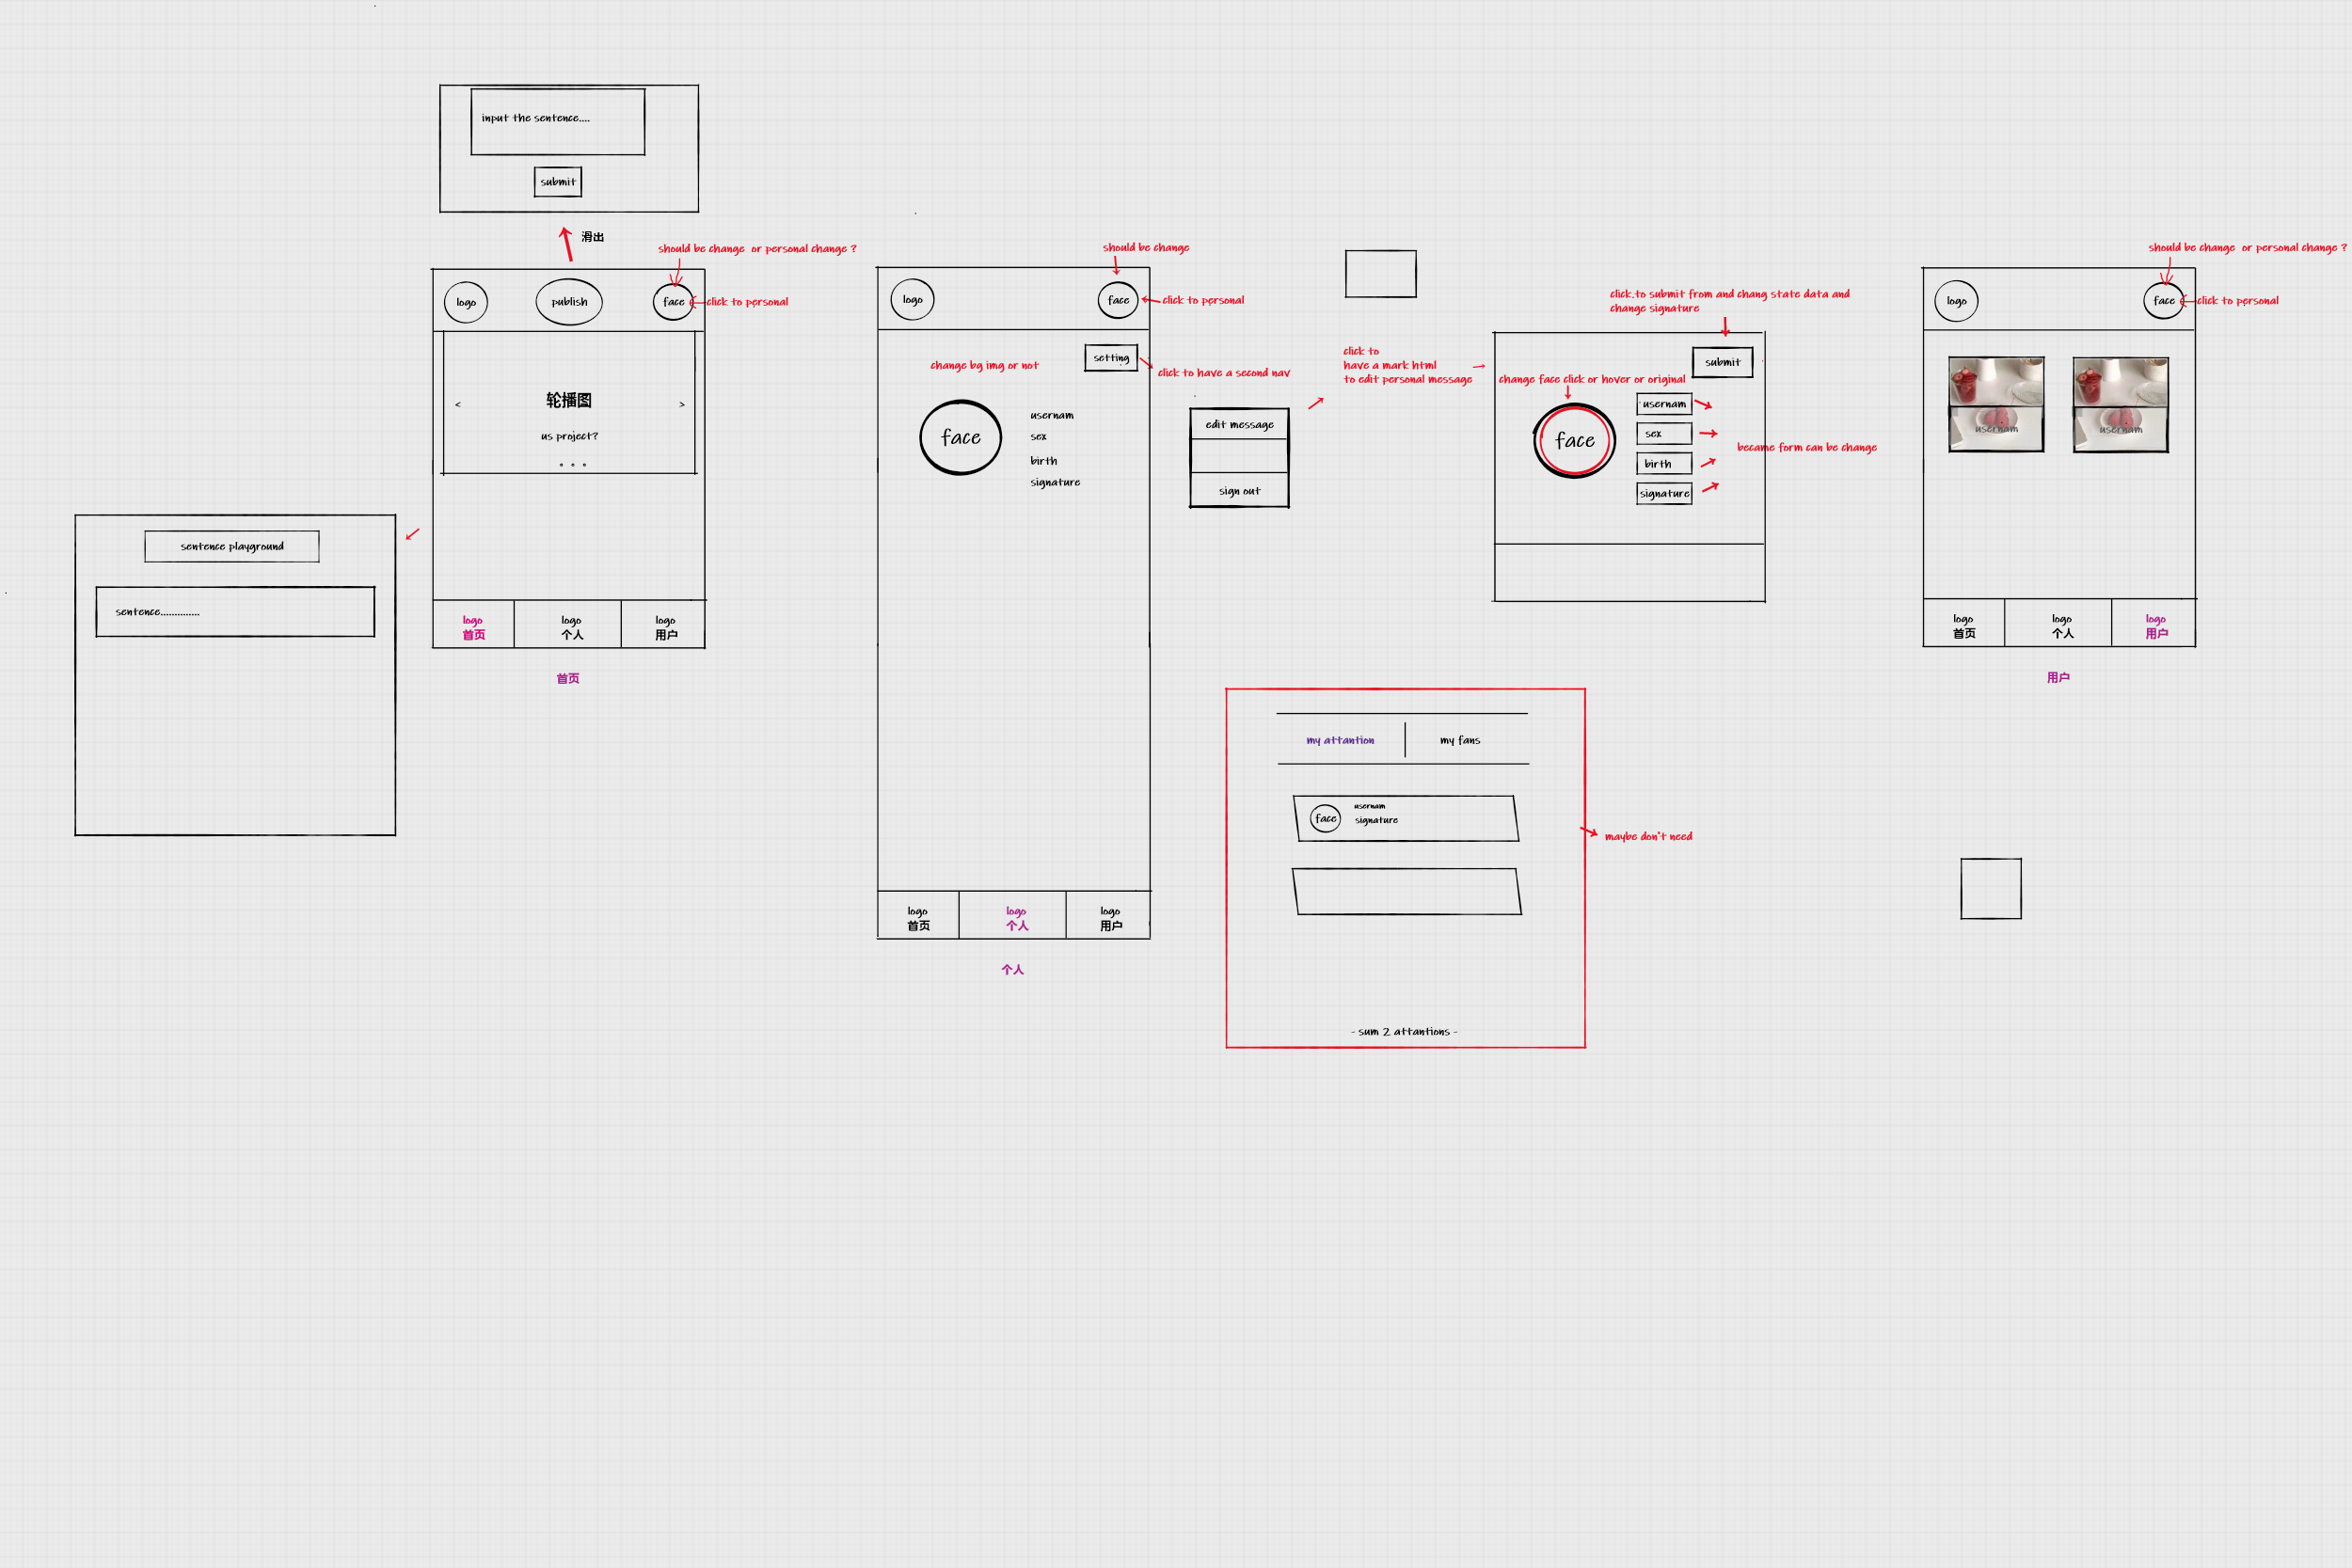 input the sentence....
submit
滑出
should be change or personal change ?
logo
publish
face
click to personal
<
轮播图
>
us project?
logo
首页
logo
个人
logo
用户
首页
sentence playground
sentence..............
should be change
logo
face
click to personal
setting
change bg img or not
click to have a second nav
face
usernam
sex
birth
signature
logo
首页
logo
个人
logo
用户
个人
edit message
sign out
click to
have a mark html
to edit personal message
click.to submit from and chang state data and
change signature
submit
change face click or hover or original
face
usernam
sex
birth
signature
became form can be change
my attantion
my fans
face
usernam
signature
maybe don't need
- sum 2 attantions -
should be change or personal change ?
logo
face
click to personal
usernam
usernam
logo
首页
logo
个人
logo
用户
用户